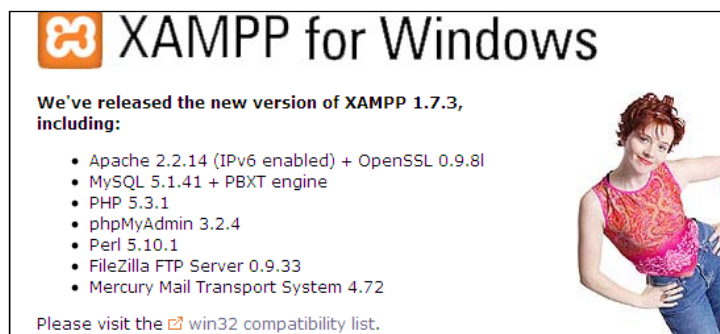 XAMPP for Windows
We've released the new version of XAMPP 1.7.3,
including:
• Apache 2.2.14 (IPv6 enabled) + OpenSSL 0.9.8l
• MySQL 5.1.41 + PBXT engine
• PHP 5.3.1
• phpMyAdmin 3.2.4
• Perl 5.10.1
• FileZilla FTP Server 0.9.33
• Mercury Mail Transport System 4.72
Please visit the win32 compatibility list.